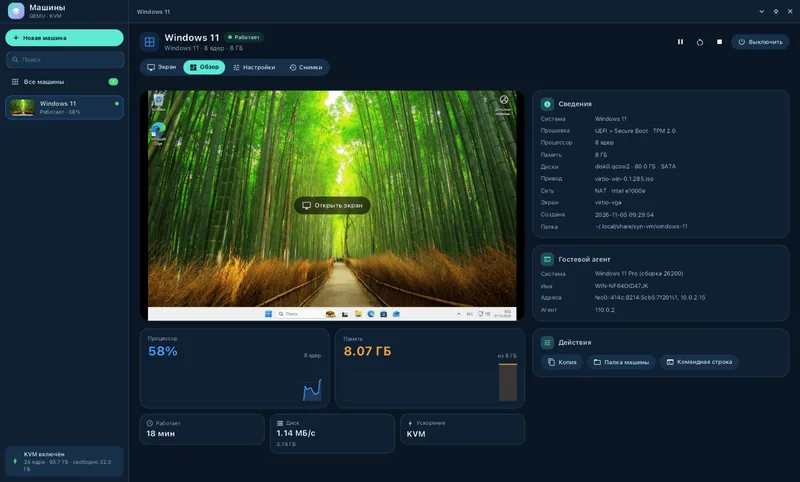 Машины
QEMU · KVM
Windows 11
+ Новая машина
Поиск
Все машины
1
Windows 11
Работает · 58%
KVM включён
24 ядра · 93.7 ГБ · свободно 32.0 ГБ
Windows 11
Работает
Windows 11 · 8 ядер · 8 ГБ
Выключить
Экран
Обзор
Настройки
Снимки
Microsoft Edge
Открыть экран
Поиск
РУС
Процессор
58%
8 ядер
Память
8.07 ГБ
из 8 ГБ
Работает
18 мин
Диск
1.14 МБ/с
3.74 ГБ
Ускорение
KVM
Сведения
Система Windows 11
Прошивка UEFI + Secure Boot · TPM 2.0
Процессор 8 ядер
Память 8 ГБ
Диски disk0.qcow2 · 80.0 ГБ · SATA
Привод virtio-win-0.1.285.iso
Сеть NAT · Intel e1000e
Экран virtio-vga
Создана 2026-11-05 09:29:54
Папка ~/.local/share/syn-vm/windows-11
Гостевой агент
Система Windows 11 Pro (сборка 26200)
Имя WIN-NF64OID47JK
Адреса fec0::414c:8214:5cb5:7120%1, 10.0.2.15
Агент 110.0.2
Действия
Копия
Папка машины
Командная строка